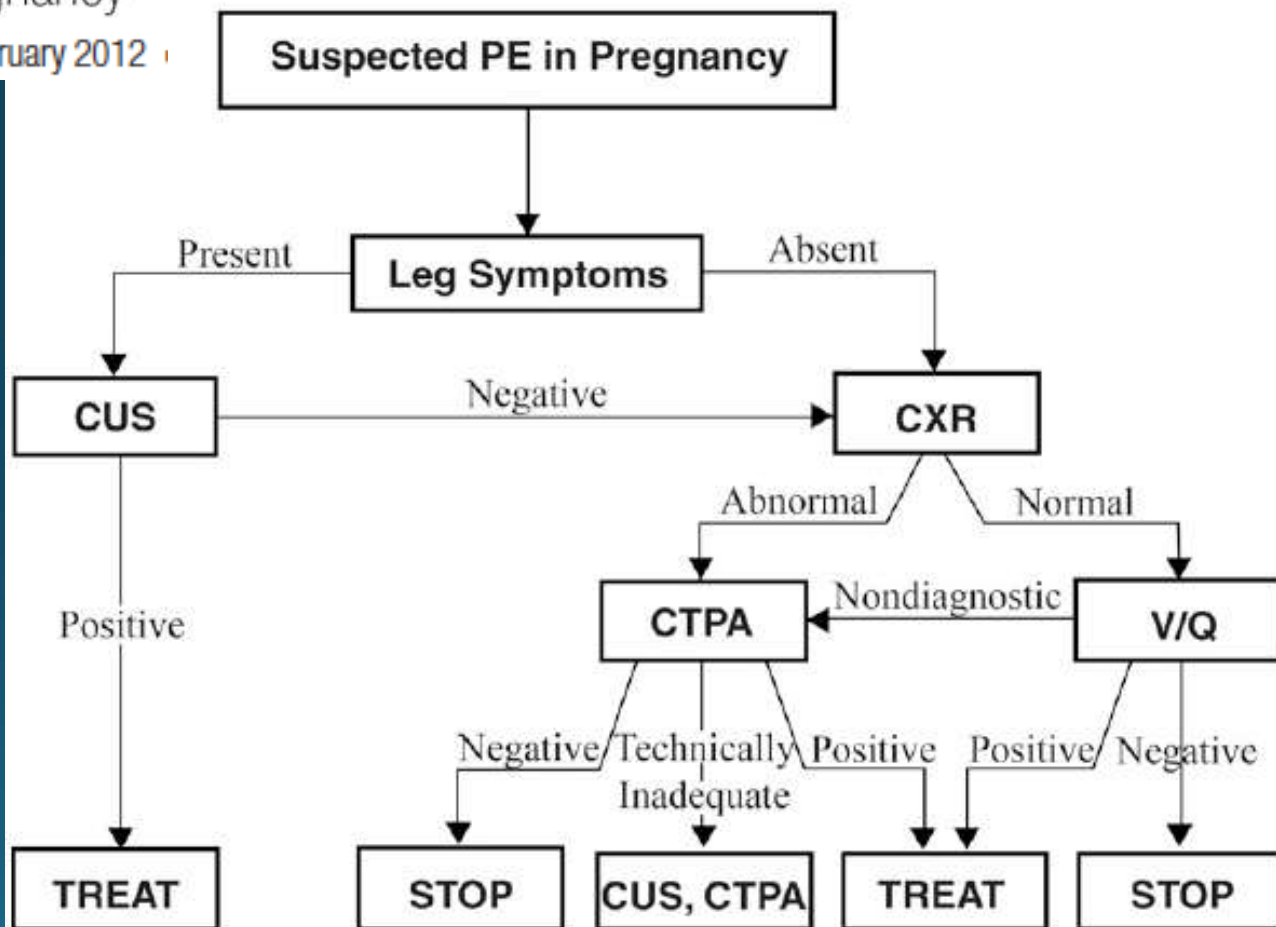 ruary 2012
Suspected PE in Pregnancy
Present
Leg Symptoms
Absent
CUS
Negative
CXR
Abnormal
Normal
CTPA
Nondiagnostic
V/Q
Positive
Negative
Technically
Inadequate
Positive
Positive
Negative
TREAT
STOP
CUS, CTPA
TREAT
STOP